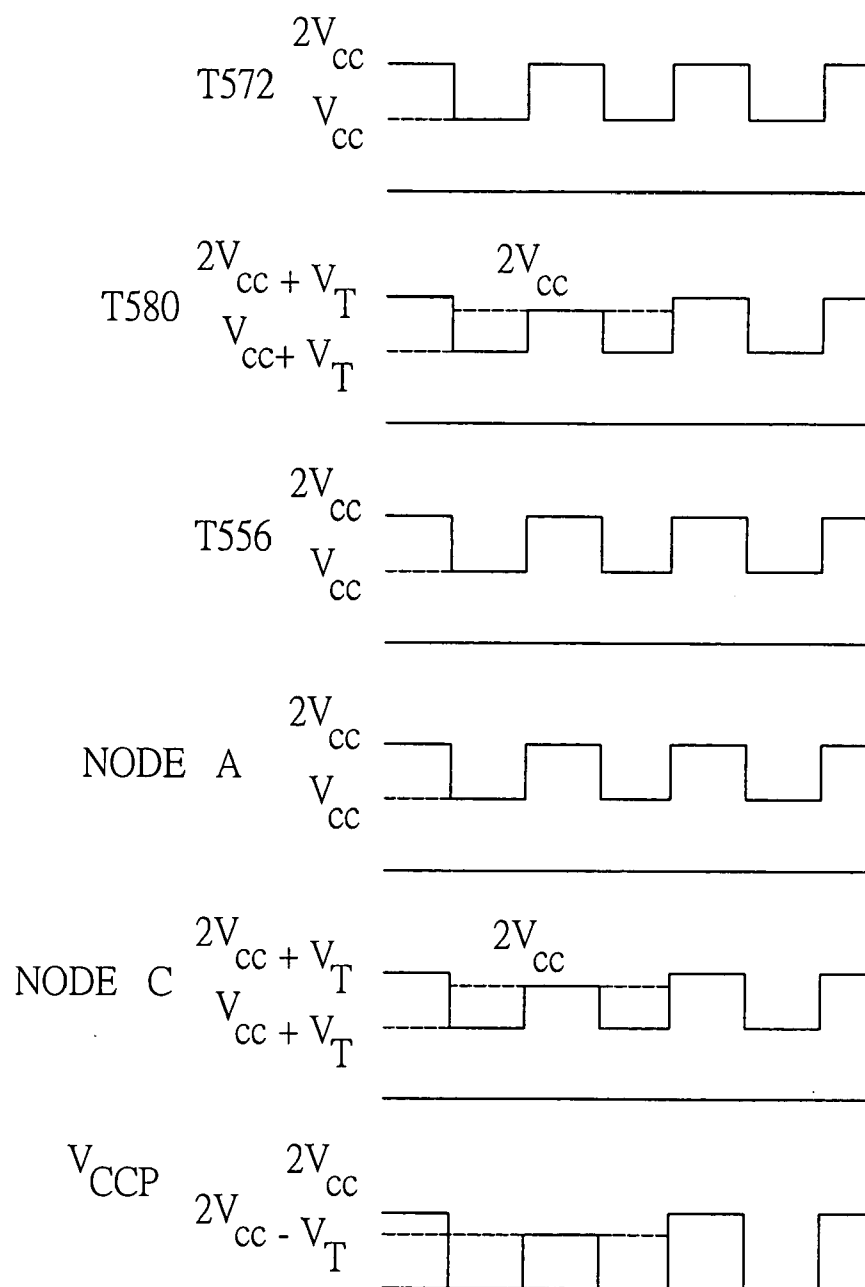 2Vcc
T572
Vcc
2Vcc + VT
2Vcc
T580
Vcc+ VT
2Vcc
T556
Vcc
2Vcc
NODE A
Vcc
2Vcc + VT
2Vcc
NODE C
Vcc + VT
VCCP
2Vcc
2Vcc - VT